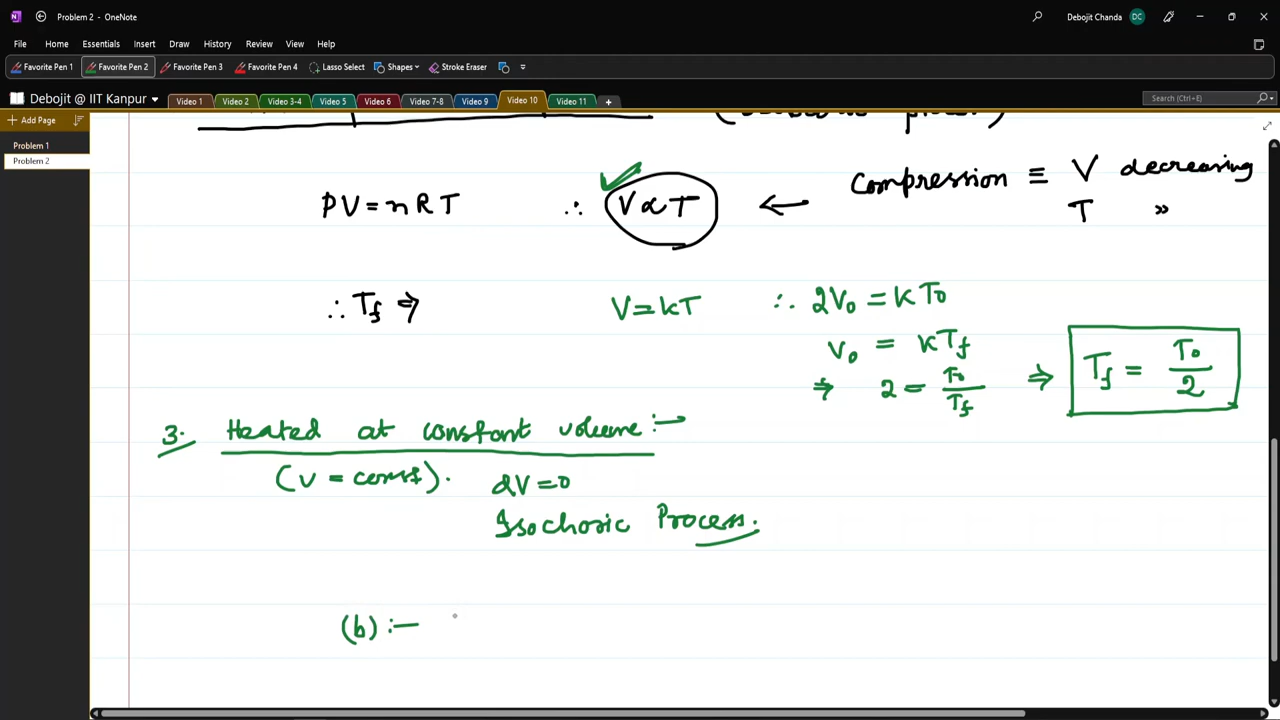 Problem 2 - OneNote
Debojit Chanda DC
File Home Essentials Insert Draw History Review View Help
Favorite Pen 1 Favorite Pen 2 Favorite Pen 3 Favorite Pen 4 Lasso Select Shapes Stroke Eraser
Debojit @ IIT Kanpur Video 1 Video 2 Video 3-4 Video 5 Video 6 Video 7-8 Video 9 Video 10 Video 11 + Search (Ctrl+E)
+ Add Page
Problem 1
Problem 2
Compression ≡ V decreasing
PV = nRT ∴ V∝T ← T "
∴ Tf ⇒ V = kT ∴ 2V₀ = kT₀
V₀ = kTf
⇒ 2 = T₀/Tf ⇒ Tf = T₀/2
3. Heated at constant volume :→
(V = const). dV = 0
Isochoric Process.
(b) :-